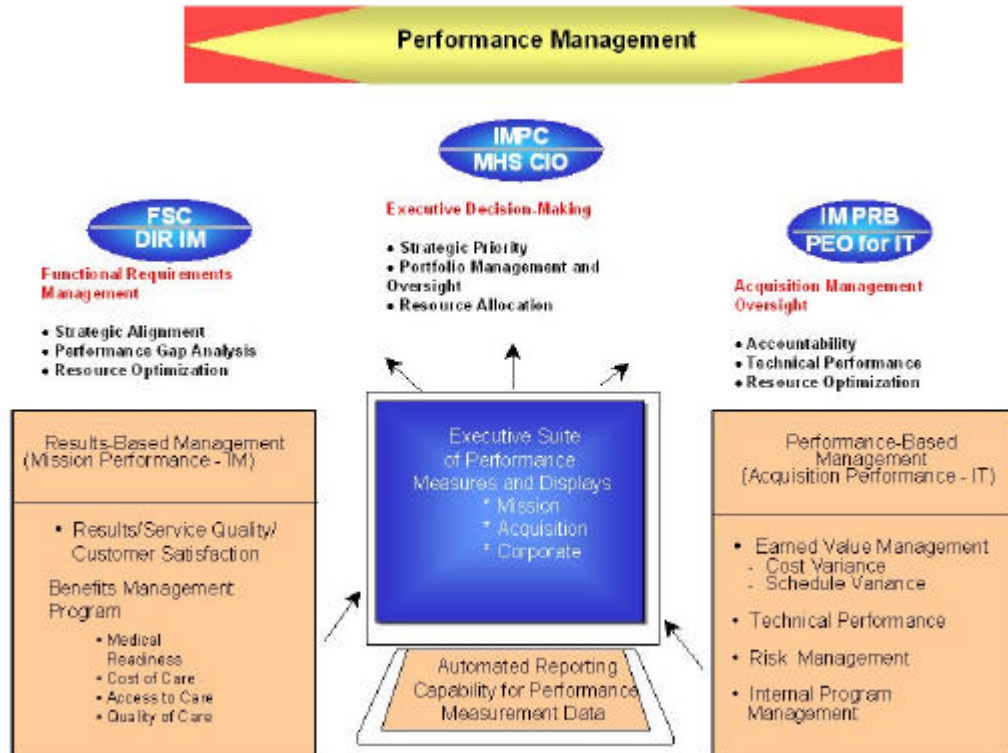 Performance Management
IMPC
MHS CIO
Executive Decision-Making
• Strategic Priority
• Portfolio Management and
Oversight
• Resource Allocation
FSC
DIR IM
Functional Requirements
Management
• Strategic Alignment
• Performance Gap Analysis
• Resource Optimization
IM PRB
PEO for IT
Acquisition Management
Oversight
• Accountability
• Technical Performance
• Resource Optimization
Results-Based Management
(Mission Performance - IM)
• Results/Service Quality/
Customer Satisfaction
Benefits Management
Program
• Medical
Readiness
• Cost of Care
• Access to Care
• Quality of Care
Executive Suite
of Performance
Measures and Displays
* Mission
* Acquisition
* Corporate
Automated Reporting
Capability for Performance
Measurement Data
Performance-Based
Management
(Acquisition Performance - IT)
• Earned Value Management
- Cost Variance
- Schedule Variance
• Technical Performance
• Risk Management
• Internal Program
Management